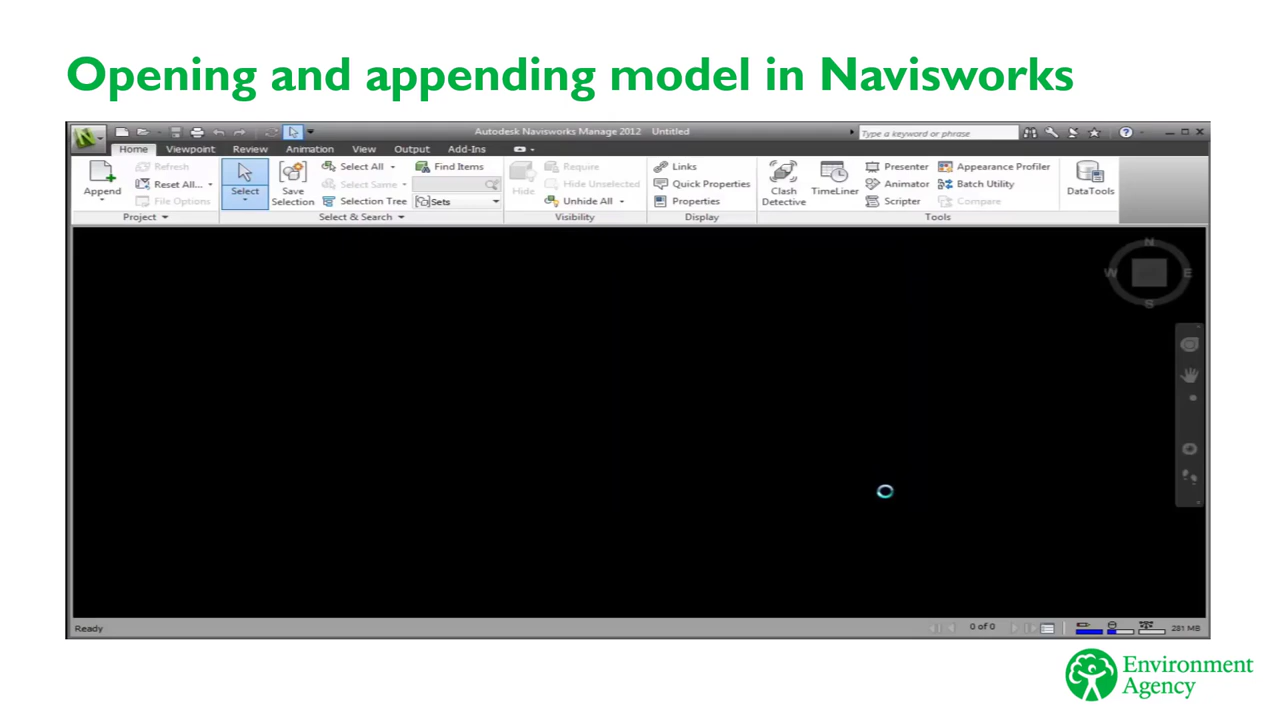 Opening and appending model in Navisworks
Autodesk Navisworks Manage 2012 Untitled
Type a keyword or phrase
Home Viewpoint Review Animation View Output Add-Ins
Append
Refresh
Reset All...
File Options
Project
Select
Save Selection
Select All
Select Same
Selection Tree
Find Items
Sets
Select & Search
Hide
Require
Hide Unselected
Unhide All
Visibility
Links
Quick Properties
Properties
Display
Clash Detective
TimeLiner
Presenter
Animator
Scripter
Appearance Profiler
Batch Utility
Compare
Tools
DataTools
N
W E
S
Ready
0 of 0
281 MB
Environment
Agency